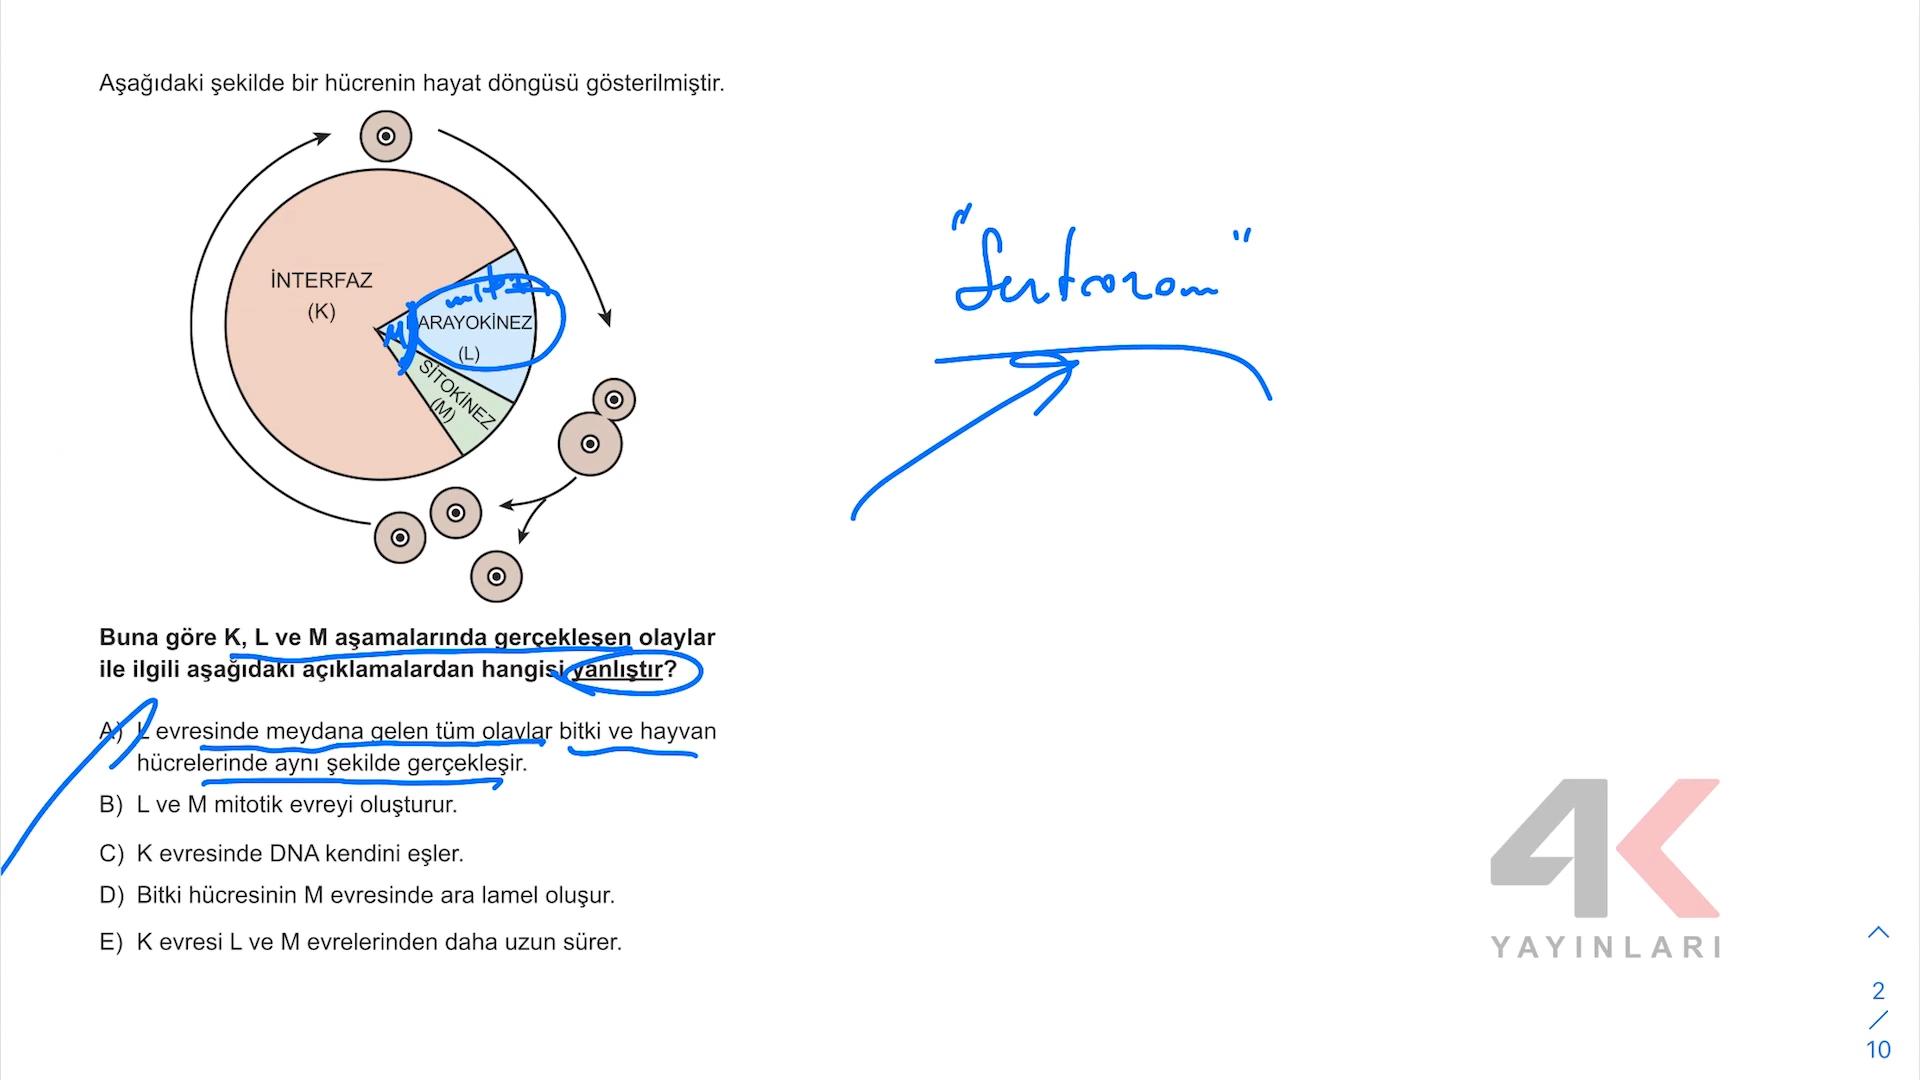 Aşağıdaki şekilde bir hücrenin hayat döngüsü gösterilmiştir.
İNTERFAZ
(K)
mitoz
M
ARAYOKİNEZ
(L)
SİTOKİNEZ
(M)
"Sentrozom"
Buna göre K, L ve M aşamalarında gerçekleşen olaylar
ile ilgili aşağıdaki açıklamalardan hangisi yanlıştır?
A) L evresinde meydana gelen tüm olaylar bitki ve hayvan
hücrelerinde aynı şekilde gerçekleşir.
B) L ve M mitotik evreyi oluşturur.
C) K evresinde DNA kendini eşler.
D) Bitki hücresinin M evresinde ara lamel oluşur.
E) K evresi L ve M evrelerinden daha uzun sürer.
4K
YAYINLARI
2
/
10